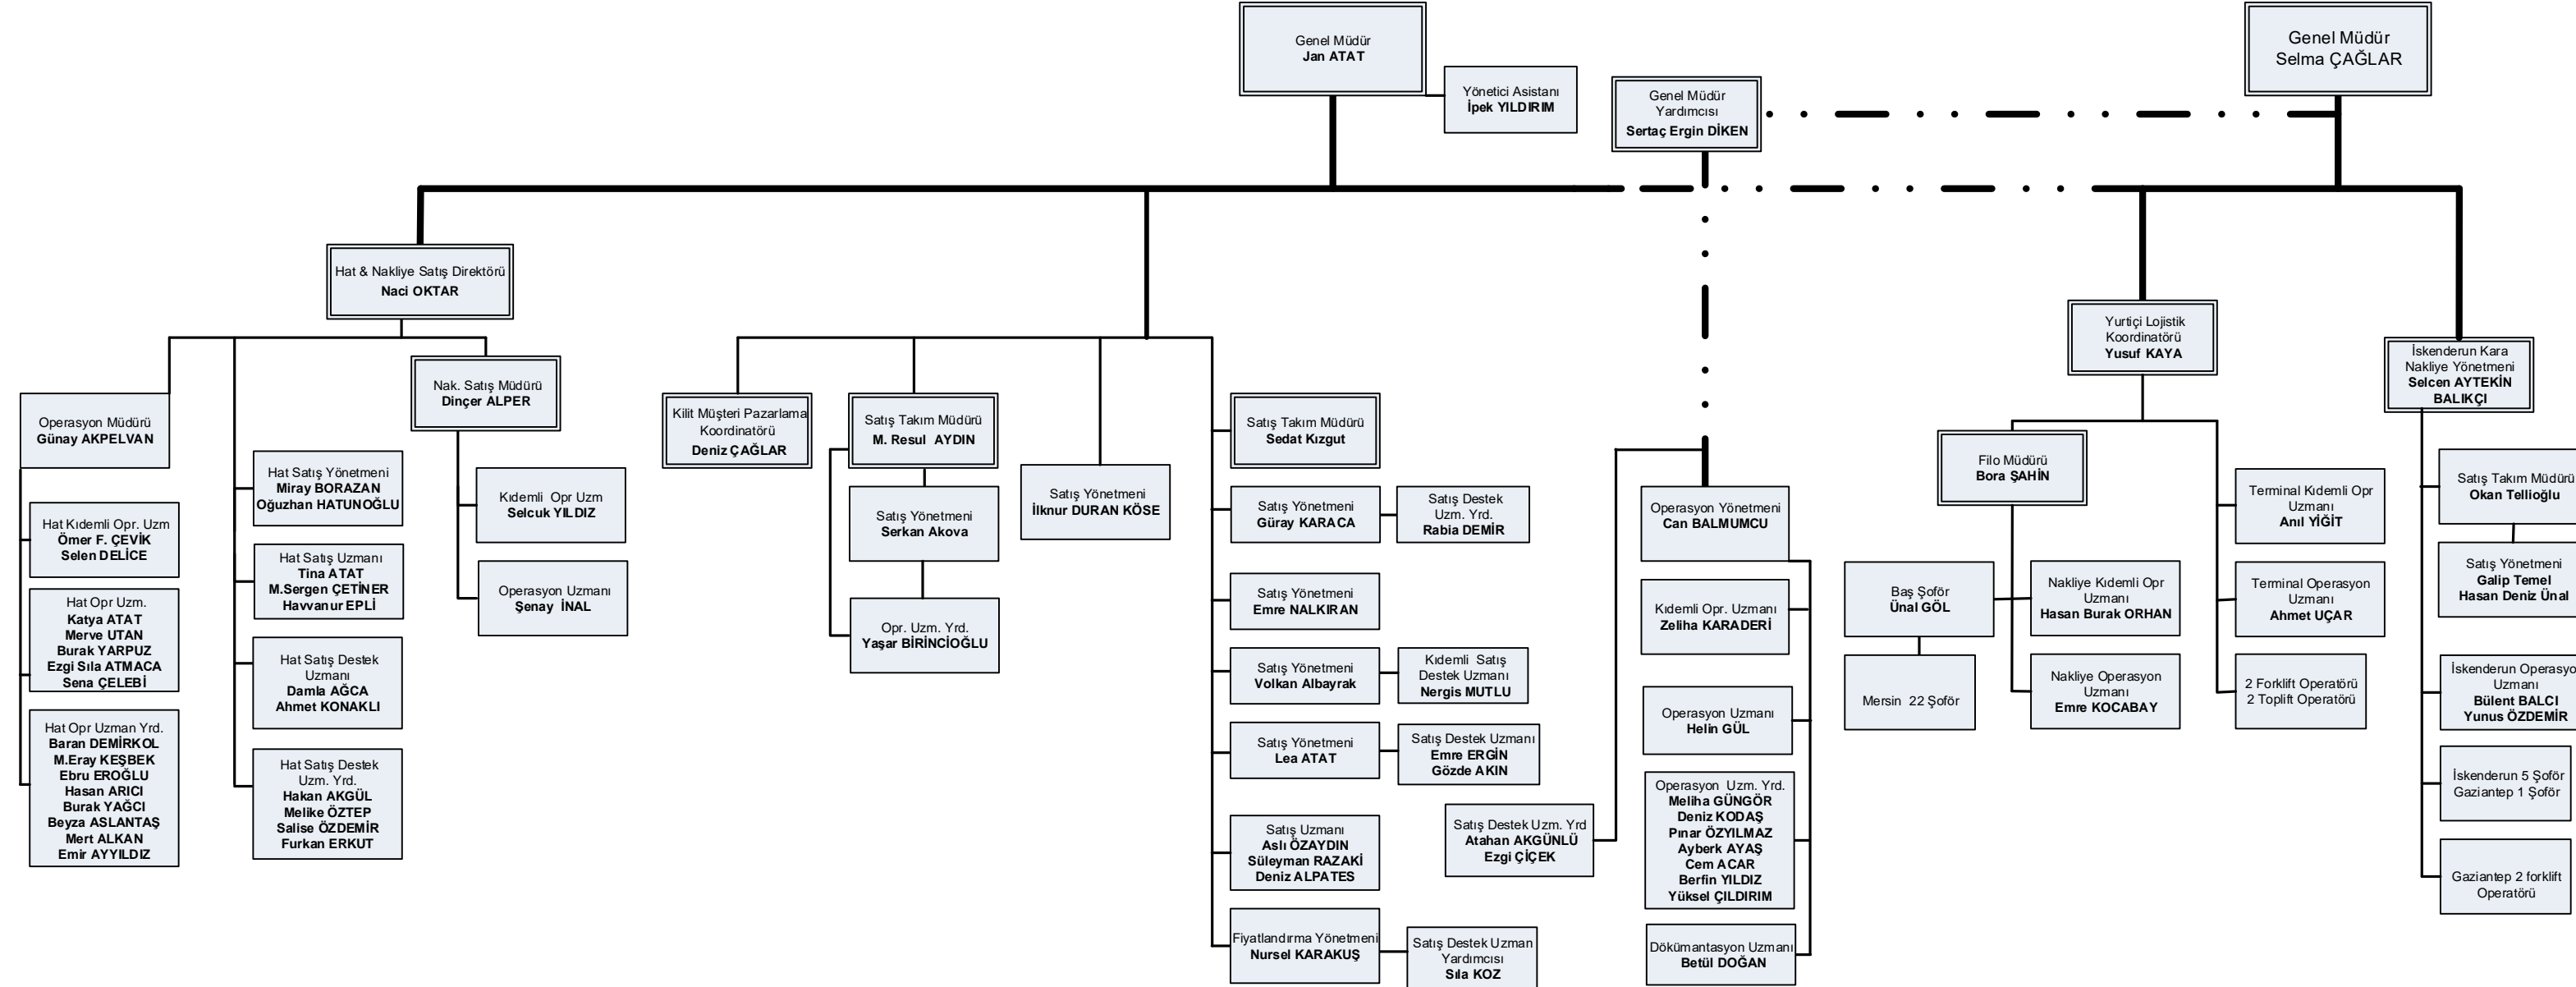 Genel Müdür
Jan ATAT
Yönetici Asistanı
İpek YILDIRIM
Genel Müdür
Yardımcısı
Sertaç Ergin DİKEN
Genel Müdür
Selma ÇAĞLAR
Hat & Nakliye Satış Direktörü
Naci OKTAR
Operasyon Müdürü
Günay AKPELVAN
Hat Kıdemli Opr. Uzm
Ömer F. ÇEVİK
Selen DELİCE
Hat Opr Uzm.
Katya ATAT
Merve UTAN
Burak YARPUZ
Ezgi Sıla ATMACA
Sena ÇELEBİ
Hat Opr Uzman Yrd.
Baran DEMİRKOL
M.Eray KEŞBEK
Ebru EROĞLU
Hasan ARICI
Burak YAĞCI
Beyza ASLANTAŞ
Mert ALKAN
Emir AYYILDIZ
Hat Satış Yönetmeni
Miray BORAZAN
Oğuzhan HATUNOĞLU
Hat Satış Uzmanı
Tina ATAT
M.Sergen ÇETİNER
Havvanur EPLİ
Hat Satış Destek
Uzmanı
Damla AĞCA
Ahmet KONAKLI
Hat Satış Destek
Uzm. Yrd.
Hakan AKGÜL
Melike ÖZTEP
Salise ÖZDEMİR
Furkan ERKUT
Nak. Satış Müdürü
Dinçer ALPER
Kıdemli Opr Uzm
Selcuk YILDIZ
Operasyon Uzmanı
Şenay İNAL
Kilit Müşteri Pazarlama
Koordinatörü
Deniz ÇAĞLAR
Satış Takım Müdürü
M. Resul AYDIN
Satış Yönetmeni
Serkan Akova
Opr. Uzm. Yrd.
Yaşar BİRİNCİOĞLU
Satış Yönetmeni
İlknur DURAN KÖSE
Satış Takım Müdürü
Sedat Kızgut
Satış Yönetmeni
Güray KARACA
Satış Destek
Uzm. Yrd.
Rabia DEMİR
Satış Yönetmeni
Emre NALKIRAN
Satış Yönetmeni
Volkan Albayrak
Kıdemli Satış
Destek Uzmanı
Nergis MUTLU
Satış Yönetmeni
Lea ATAT
Satış Destek Uzmanı
Emre ERGİN
Gözde AKIN
Satış Uzmanı
Aslı ÖZAYDIN
Süleyman RAZAKİ
Deniz ALPATES
Fiyatlandırma Yönetmeni
Nursel KARAKUŞ
Satış Destek Uzman
Yardımcısı
Sıla KOZ
Satış Destek Uzm. Yrd
Atahan AKGÜNLÜ
Ezgi ÇİÇEK
Operasyon Yönetmeni
Can BALMUMCU
Kıdemli Opr. Uzmanı
Zeliha KARADERİ
Operasyon Uzmanı
Helin GÜL
Operasyon Uzm. Yrd.
Meliha GÜNGÖR
Deniz KODAŞ
Pınar ÖZYILMAZ
Ayberk AYAŞ
Cem ACAR
Berfin YILDIZ
Yüksel ÇILDIRIM
Dökümantasyon Uzmanı
Betül DOĞAN
Yurtiçi Lojistik
Koordinatörü
Yusuf KAYA
Filo Müdürü
Bora ŞAHİN
Baş Şoför
Ünal GÖL
Mersin 22 Şoför
Nakliye Kıdemli Opr
Uzmanı
Hasan Burak ORHAN
Nakliye Operasyon
Uzmanı
Emre KOCABAY
Terminal Kıdemli Opr
Uzmanı
Anıl YİĞİT
Terminal Operasyon
Uzmanı
Ahmet UÇAR
2 Forklift Operatörü
2 Toplift Operatörü
İskenderun Kara
Nakliye Yönetmeni
Selcen AYTEKİN
BALIKÇI
Satış Takım Müdürü
Okan Tellioğlu
Satış Yönetmeni
Galip Temel
Hasan Deniz Ünal
İskenderun Operasyo
Uzmanı
Bülent BALCI
Yunus ÖZDEMİR
İskenderun 5 Şoför
Gaziantep 1 Şoför
Gaziantep 2 forklift
Operatörü